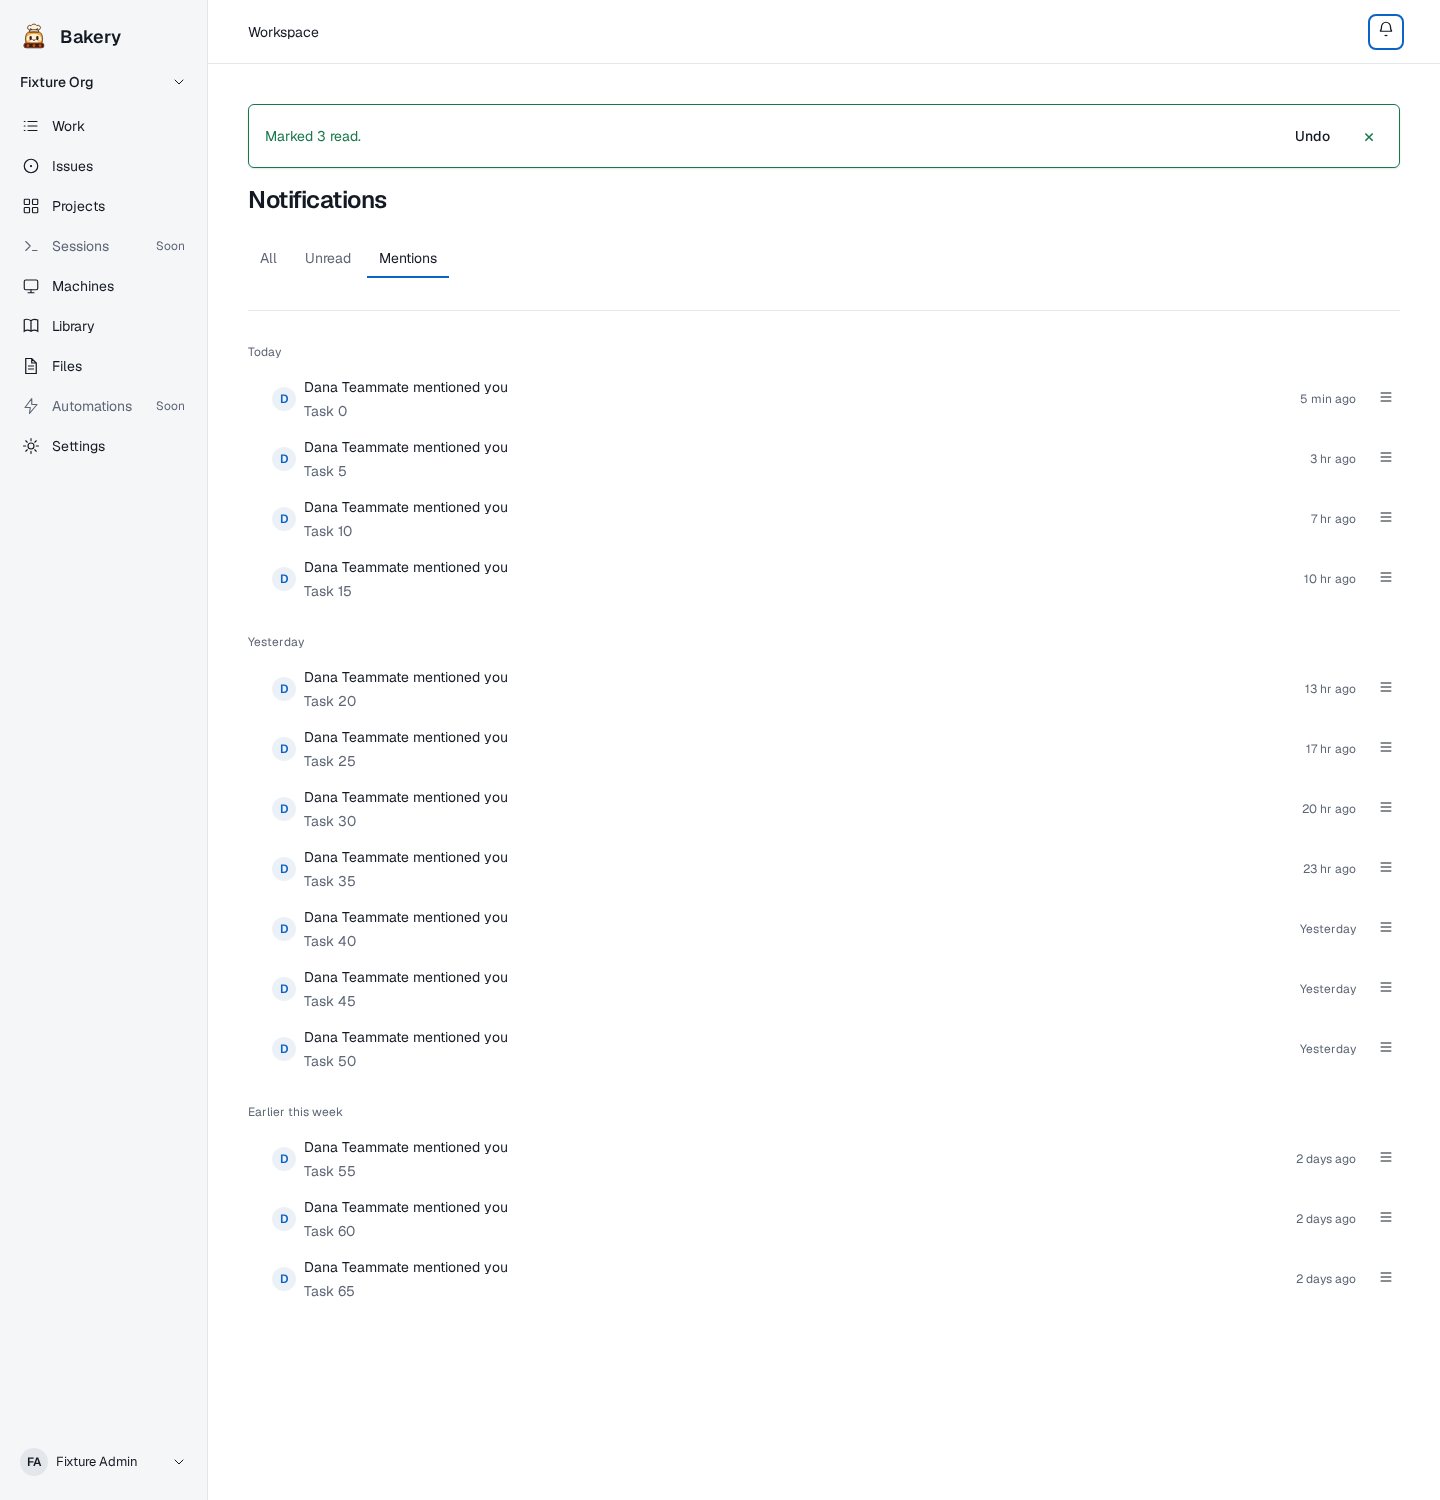 Bakery
Fixture Org
Work
Issues
Projects
Sessions Soon
Machines
Library
Files
Automations Soon
Settings
FA Fixture Admin
Workspace
Marked 3 read. Undo ×
Notifications
All Unread Mentions
Today
D Dana Teammate mentioned you
Task 0 5 min ago
D Dana Teammate mentioned you
Task 5 3 hr ago
D Dana Teammate mentioned you
Task 10 7 hr ago
D Dana Teammate mentioned you
Task 15 10 hr ago
Yesterday
D Dana Teammate mentioned you
Task 20 13 hr ago
D Dana Teammate mentioned you
Task 25 17 hr ago
D Dana Teammate mentioned you
Task 30 20 hr ago
D Dana Teammate mentioned you
Task 35 23 hr ago
D Dana Teammate mentioned you
Task 40 Yesterday
D Dana Teammate mentioned you
Task 45 Yesterday
D Dana Teammate mentioned you
Task 50 Yesterday
Earlier this week
D Dana Teammate mentioned you
Task 55 2 days ago
D Dana Teammate mentioned you
Task 60 2 days ago
D Dana Teammate mentioned you
Task 65 2 days ago